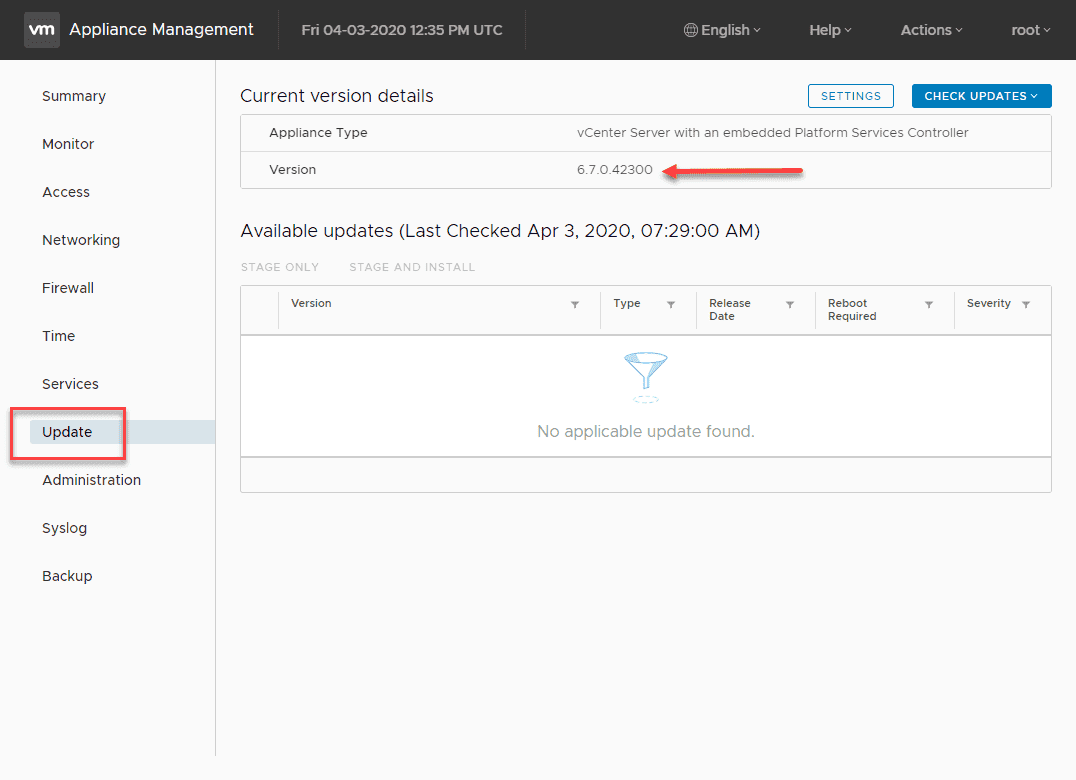 vm Appliance Management Fri 04-03-2020 12:35 PM UTC English Help Actions root
Summary
Monitor
Access
Networking
Firewall
Time
Services
Update
Administration
Syslog
Backup
Current version details SETTINGS CHECK UPDATES
Appliance Type vCenter Server with an embedded Platform Services Controller
Version 6.7.0.42300
Available updates (Last Checked Apr 3, 2020, 07:29:00 AM)
STAGE ONLY STAGE AND INSTALL
Version Type Release Reboot Severity
Date Required
No applicable update found.